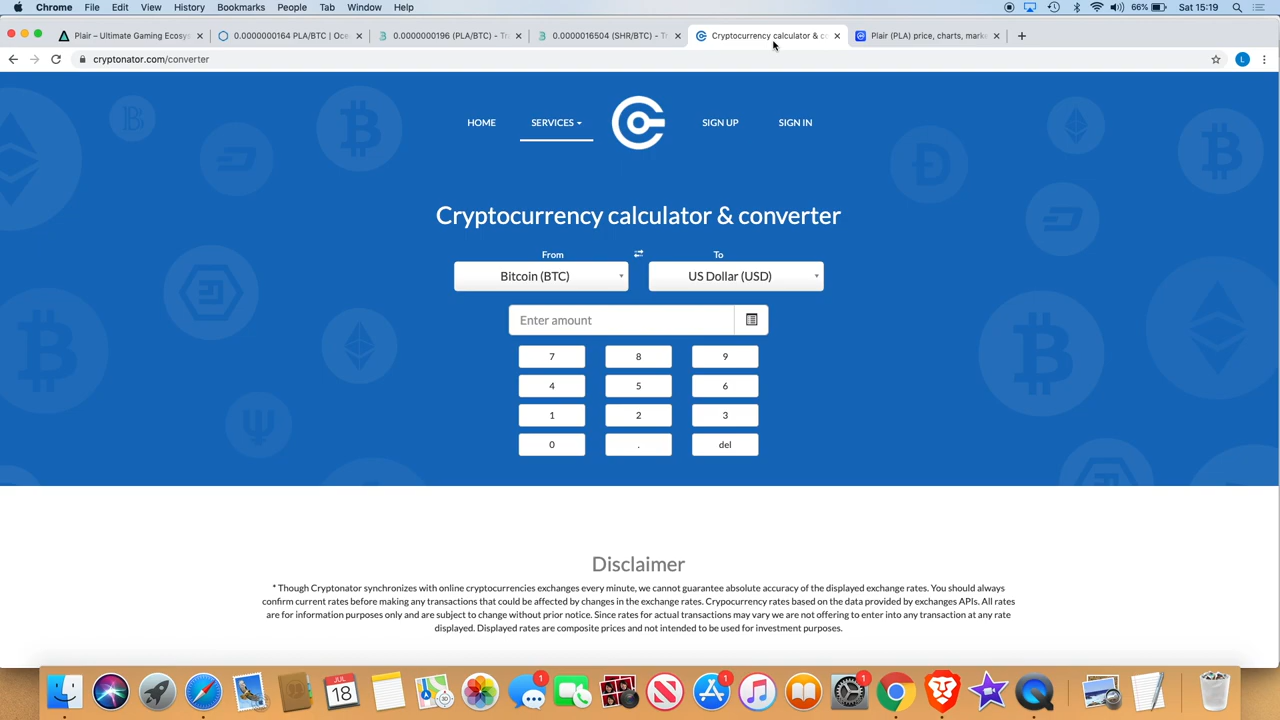 Chrome File Edit View History Bookmarks People Tab Window Help 66% Sat 15:19
Plair – Ultimate Gaming Ecosys 0.0000000164 PLA/BTC | Oce 0.0000000196 (PLA/BTC) - Tr 0.0000016504 (SHR/BTC) - Tr Cryptocurrency calculator & c Plair (PLA) price, charts, mark
cryptonator.com/converter L
HOME SERVICES SIGN UP SIGN IN
Cryptocurrency calculator & converter
From To
Bitcoin (BTC) US Dollar (USD)
Enter amount
7 8 9
4 5 6
1 2 3
0 . del
Disclaimer
* Though Cryptonator synchronizes with online cryptocurrencies exchanges every minute, we cannot guarantee absolute accuracy of the displayed exchange rates. You should always
confirm current rates before making any transactions that could be affected by changes in the exchange rates. Crypocurrency rates based on the data provided by exchanges APIs. All rates
are for information purposes only and are subject to change without prior notice. Since rates for actual transactions may vary we are not offering to enter into any transaction at any rate
displayed. Displayed rates are composite prices and not intended to be used for investment purposes.
JUL
18
1 1 1